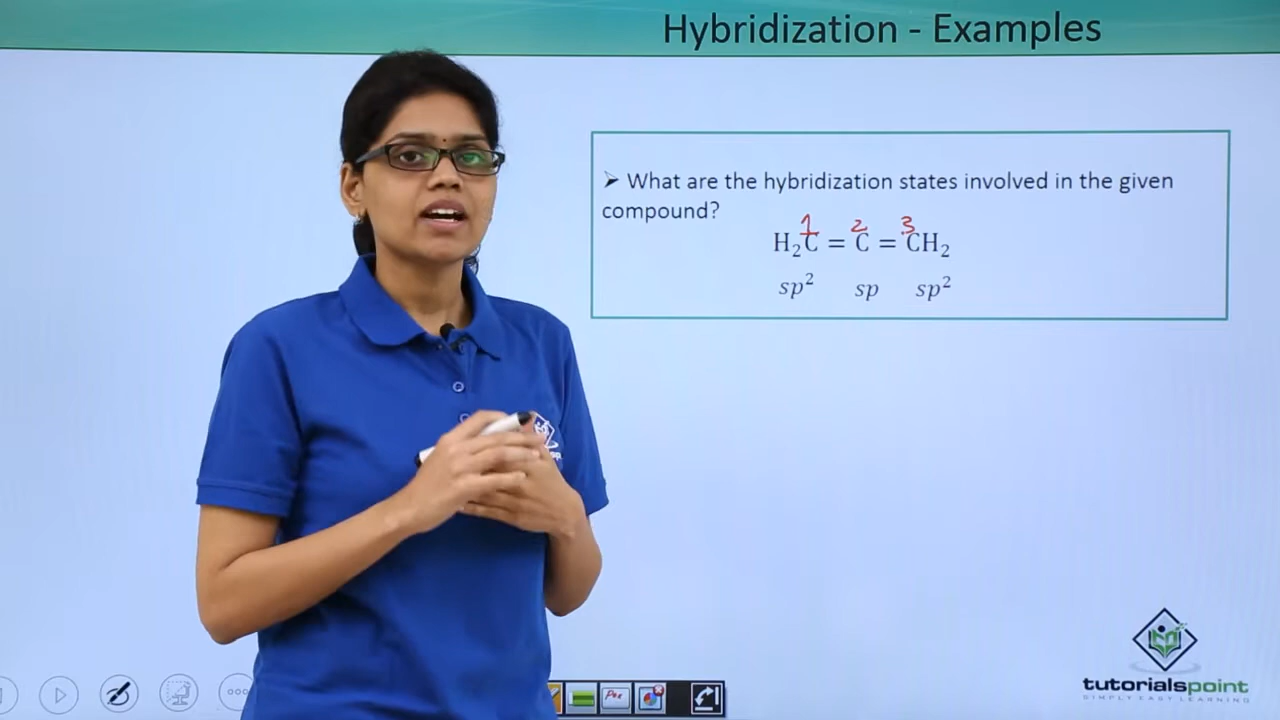 Hybridization - Examples
➢ What are the hybridization states involved in the given
compound?
1 2 3
H₂C = C = CH₂
sp² sp sp²
Pen
tutorialspoint
SIMPLY EASY LEARNING